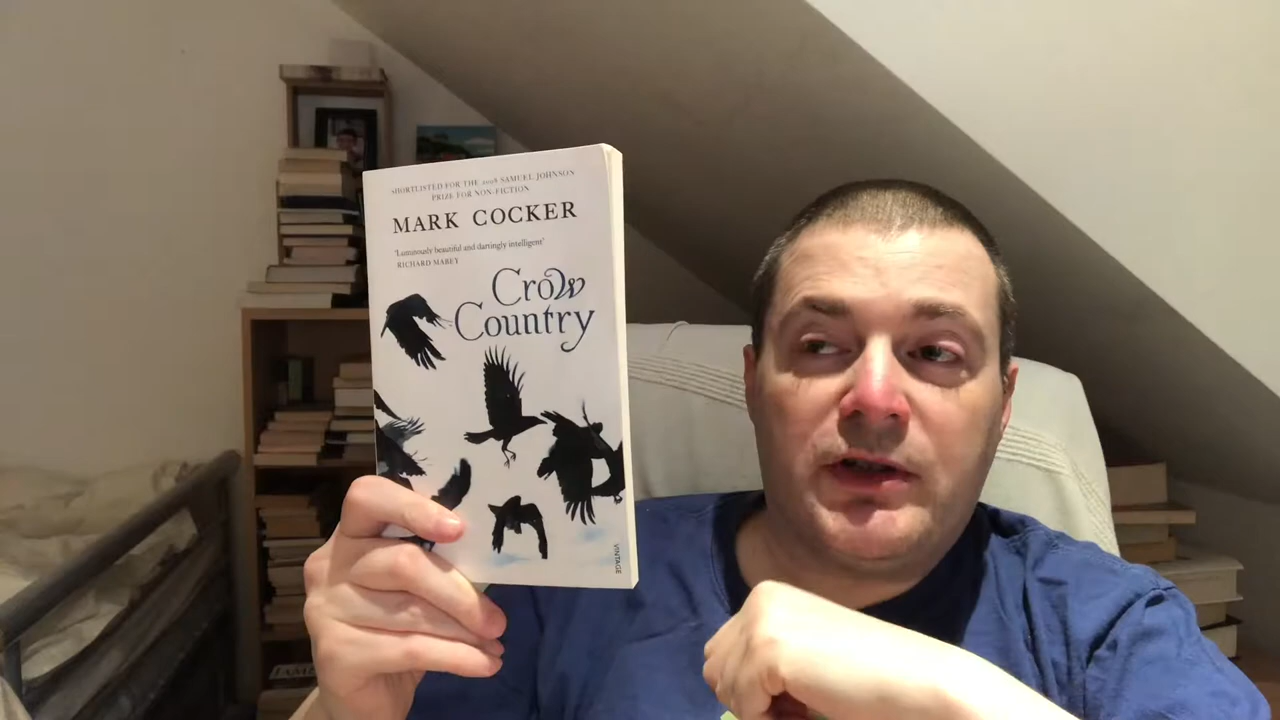 SHORTLISTED FOR THE 2008 SAMUEL JOHNSON
PRIZE FOR NON-FICTION
MARK COCKER
'Luminously beautiful and dartingly intelligent'
RICHARD MABEY
Crow
Country
VINTAGE